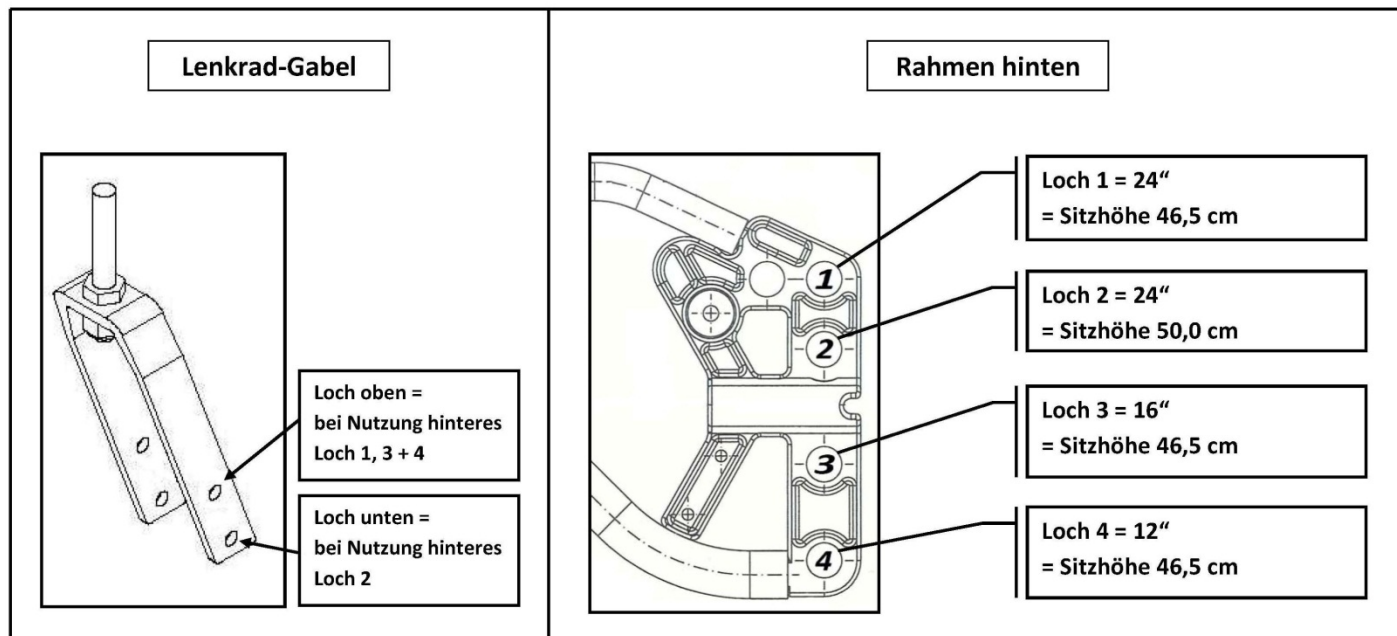 Lenkrad-Gabel
Loch oben =
bei Nutzung hinteres
Loch 1, 3 + 4
Loch unten =
bei Nutzung hinteres
Loch 2
Rahmen hinten
1
2
3
4
Loch 1 = 24“
= Sitzhöhe 46,5 cm
Loch 2 = 24“
= Sitzhöhe 50,0 cm
Loch 3 = 16“
= Sitzhöhe 46,5 cm
Loch 4 = 12“
= Sitzhöhe 46,5 cm